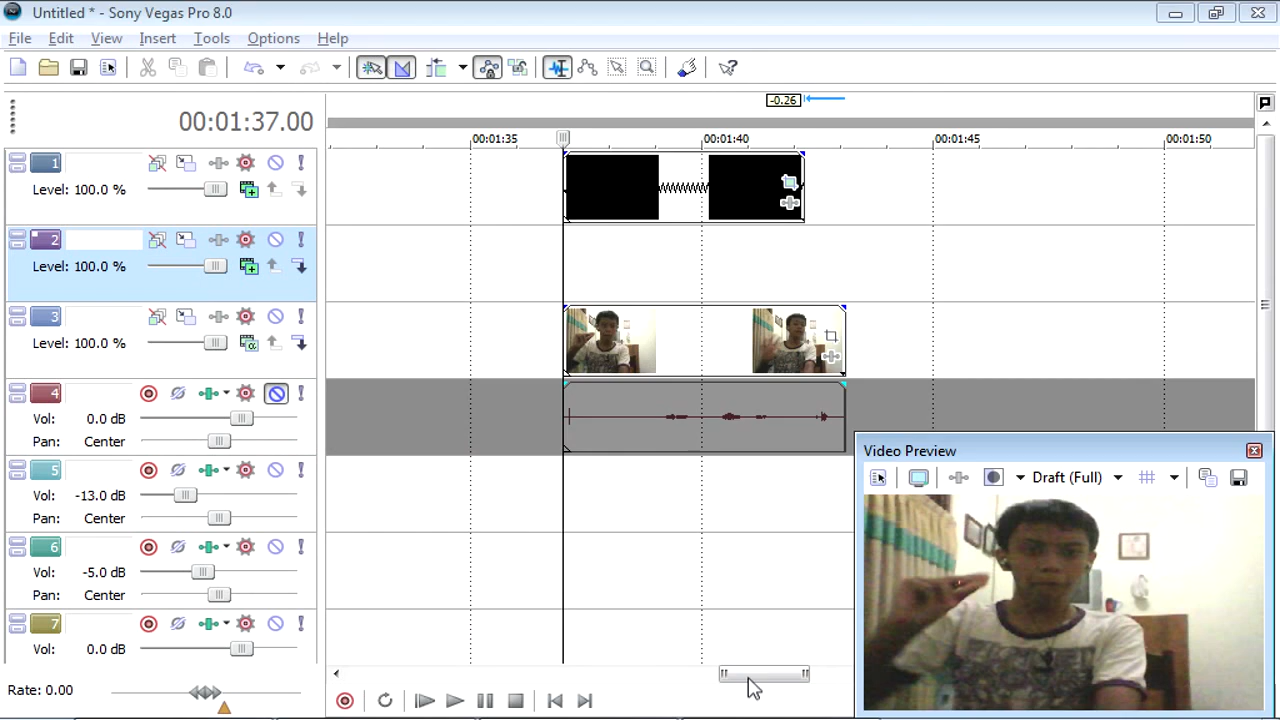 Untitled * - Sony Vegas Pro 8.0
File Edit View Insert Tools Options Help
-0.26
00:01:37.00
00:01:35 00:01:40 00:01:45 00:01:50
1
Level: 100.0 %
2
Level: 100.0 %
3
Level: 100.0 %
4
Vol: 0.0 dB
Pan: Center
5
Vol: -13.0 dB
Pan: Center
6
Vol: -5.0 dB
Pan: Center
7
Vol: 0.0 dB
Rate: 0.00
Video Preview
Draft (Full)